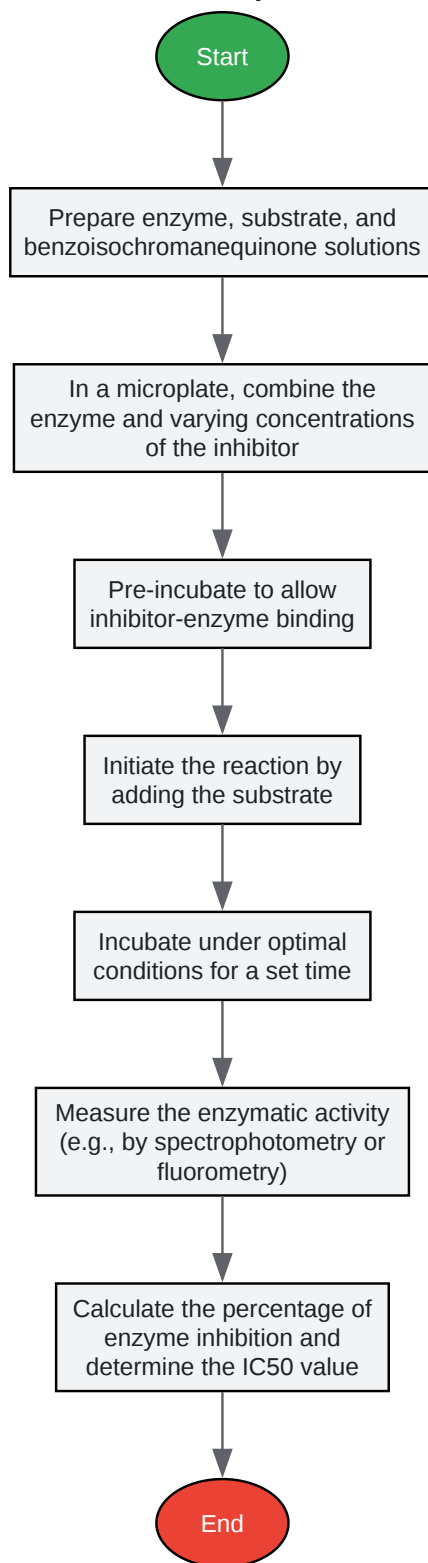 Start
Prepare enzyme, substrate, and
benzoisochromanequinone solutions
In a microplate, combine the
enzyme and varying concentrations
of the inhibitor
Pre-incubate to allow
inhibitor-enzyme binding
Initiate the reaction by
adding the substrate
Incubate under optimal
conditions for a set time
Measure the enzymatic activity
(e.g., by spectrophotometry or
fluorometry)
Calculate the percentage of
enzyme inhibition and
determine the IC50 value
End